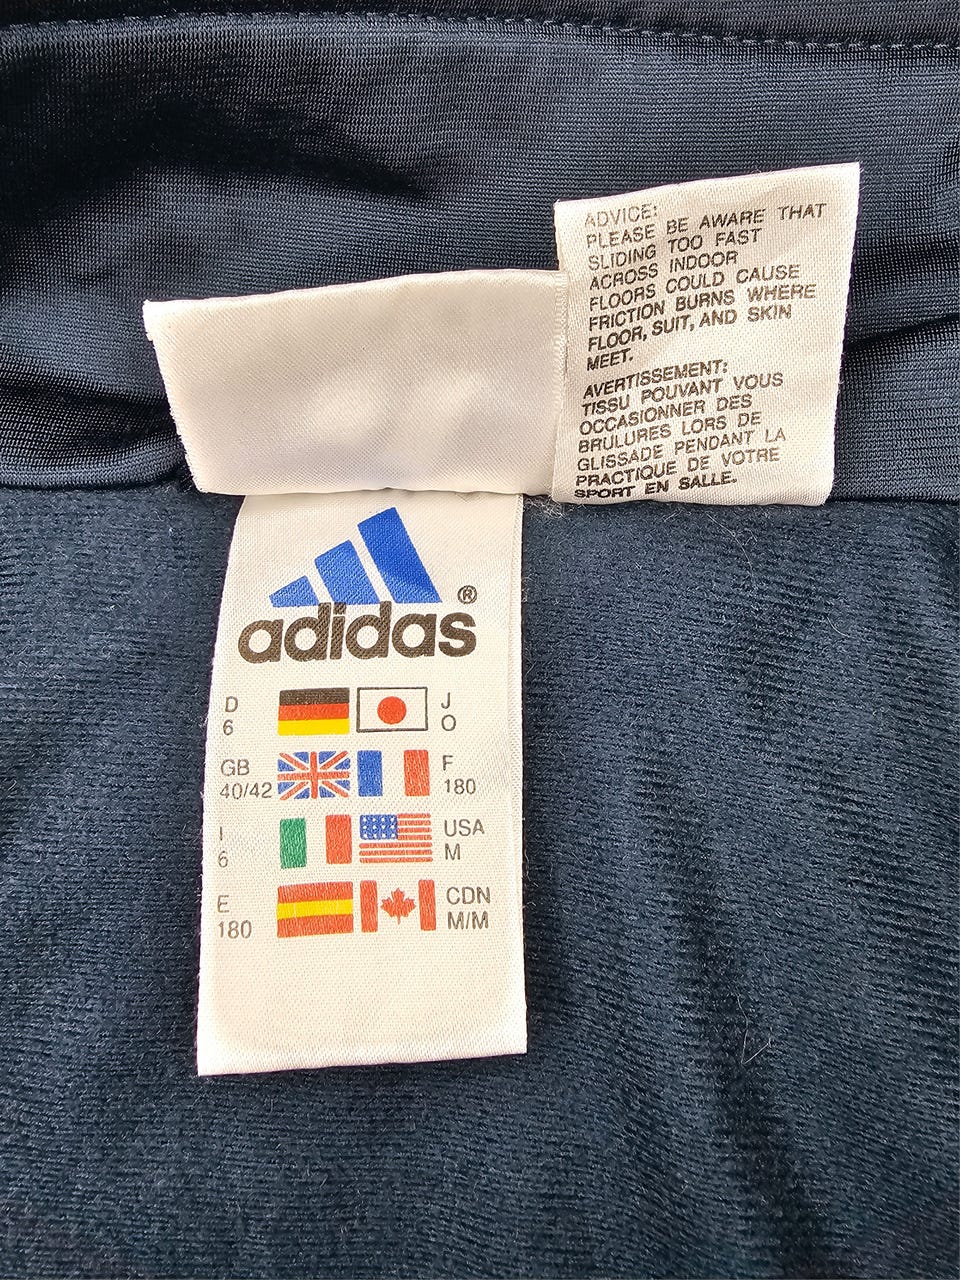 ADVICE:
PLEASE BE AWARE THAT
SLIDING TOO FAST
ACROSS INDOOR
FLOORS COULD CAUSE
FRICTION BURNS WHERE
FLOOR, SUIT, AND SKIN
MEET.
AVERTISSEMENT:
TISSU POUVANT VOUS
OCCASIONNER DES
BRULURES LORS DE
GLISSADE PENDANT LA
PRACTIQUE DE VOTRE
SPORT EN SALLE.
adidas®
D J
6 O
GB F
40/42 180
I USA
6 M
E CDN
180 M/M